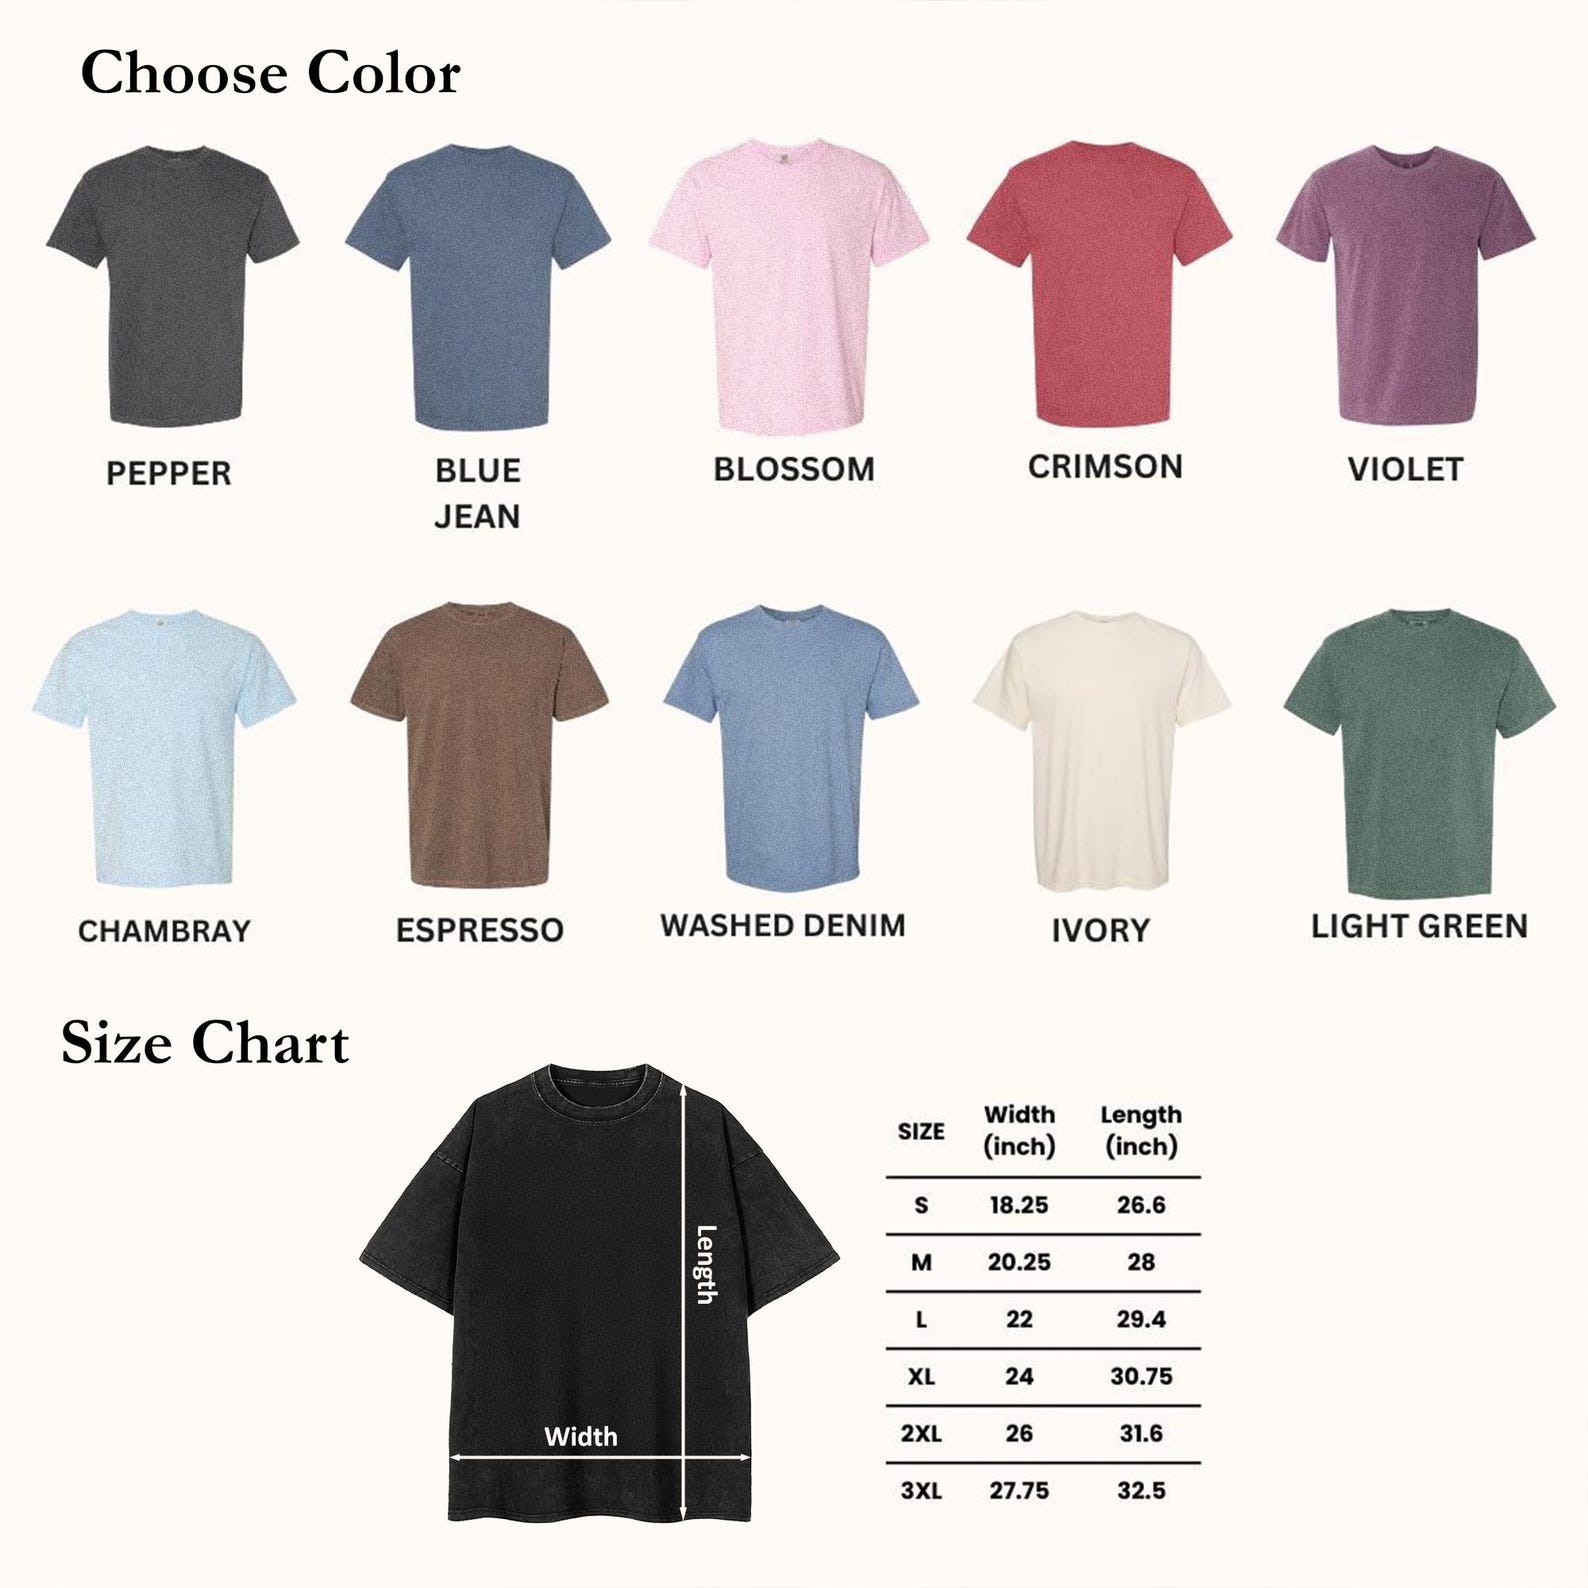 Choose Color
PEPPER
BLUE
JEAN
BLOSSOM
CRIMSON
VIOLET
CHAMBRAY
ESPRESSO
WASHED DENIM
IVORY
LIGHT GREEN
Size Chart
Length
Width
SIZE Width (inch) Length (inch)
S 18.25 26.6
M 20.25 28
L 22 29.4
XL 24 30.75
2XL 26 31.6
3XL 27.75 32.5